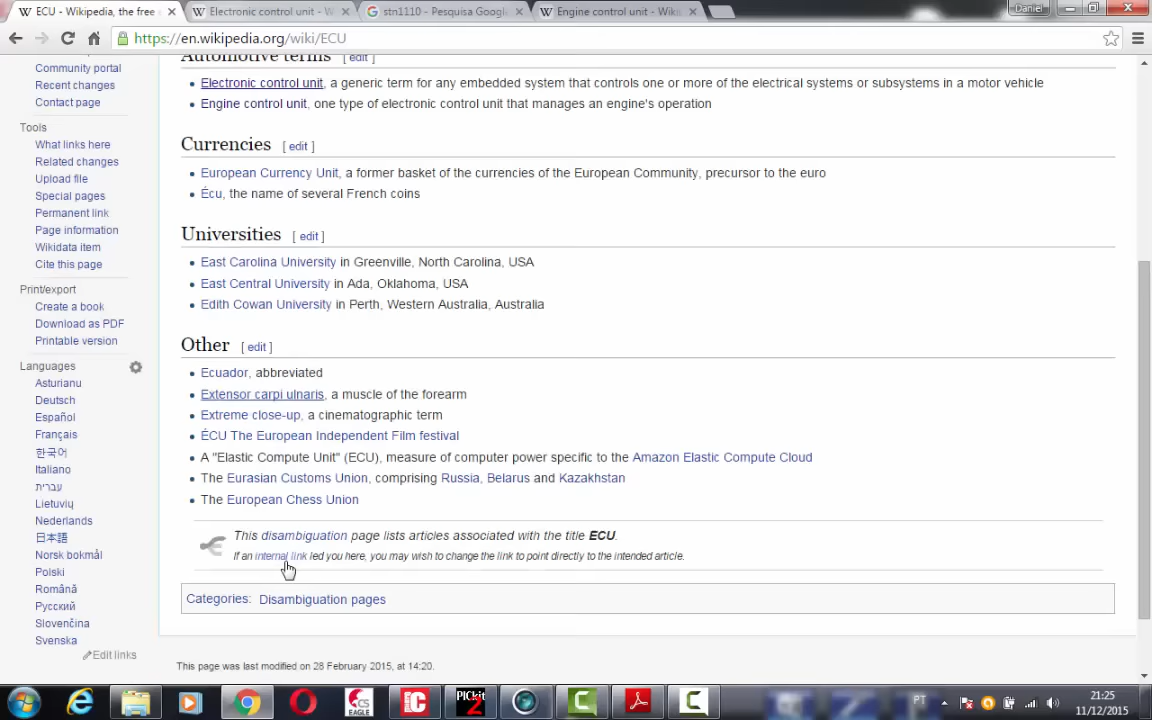 ECU - Wikipedia, the free
Electronic control unit - W
stn1110 - Pesquisa Googl
Engine control unit - Wiki
Daniel
https://en.wikipedia.org/wiki/ECU
Community portal
Recent changes
Contact page
Tools
What links here
Related changes
Upload file
Special pages
Permanent link
Page information
Wikidata item
Cite this page
Print/export
Create a book
Download as PDF
Printable version
Languages
Asturianu
Deutsch
Español
Français
한국어
Italiano
עברית
Lietuvių
Nederlands
日本語
Norsk bokmål
Polski
Română
Русский
Slovenčina
Svenska
Edit links
Automotive terms [ edit ]
Electronic control unit, a generic term for any embedded system that controls one or more of the electrical systems or subsystems in a motor vehicle
Engine control unit, one type of electronic control unit that manages an engine's operation
Currencies [ edit ]
European Currency Unit, a former basket of the currencies of the European Community, precursor to the euro
Écu, the name of several French coins
Universities [ edit ]
East Carolina University in Greenville, North Carolina, USA
East Central University in Ada, Oklahoma, USA
Edith Cowan University in Perth, Western Australia, Australia
Other [ edit ]
Ecuador, abbreviated
Extensor carpi ulnaris, a muscle of the forearm
Extreme close-up, a cinematographic term
ÉCU The European Independent Film festival
A "Elastic Compute Unit" (ECU), measure of computer power specific to the Amazon Elastic Compute Cloud
The Eurasian Customs Union, comprising Russia, Belarus and Kazakhstan
The European Chess Union
This disambiguation page lists articles associated with the title ECU.
If an internal link led you here, you may wish to change the link to point directly to the intended article.
Categories: Disambiguation pages
This page was last modified on 28 February 2015, at 14:20.
CS
EAGLE
PICkit
2
PT
21:25
11/12/2015